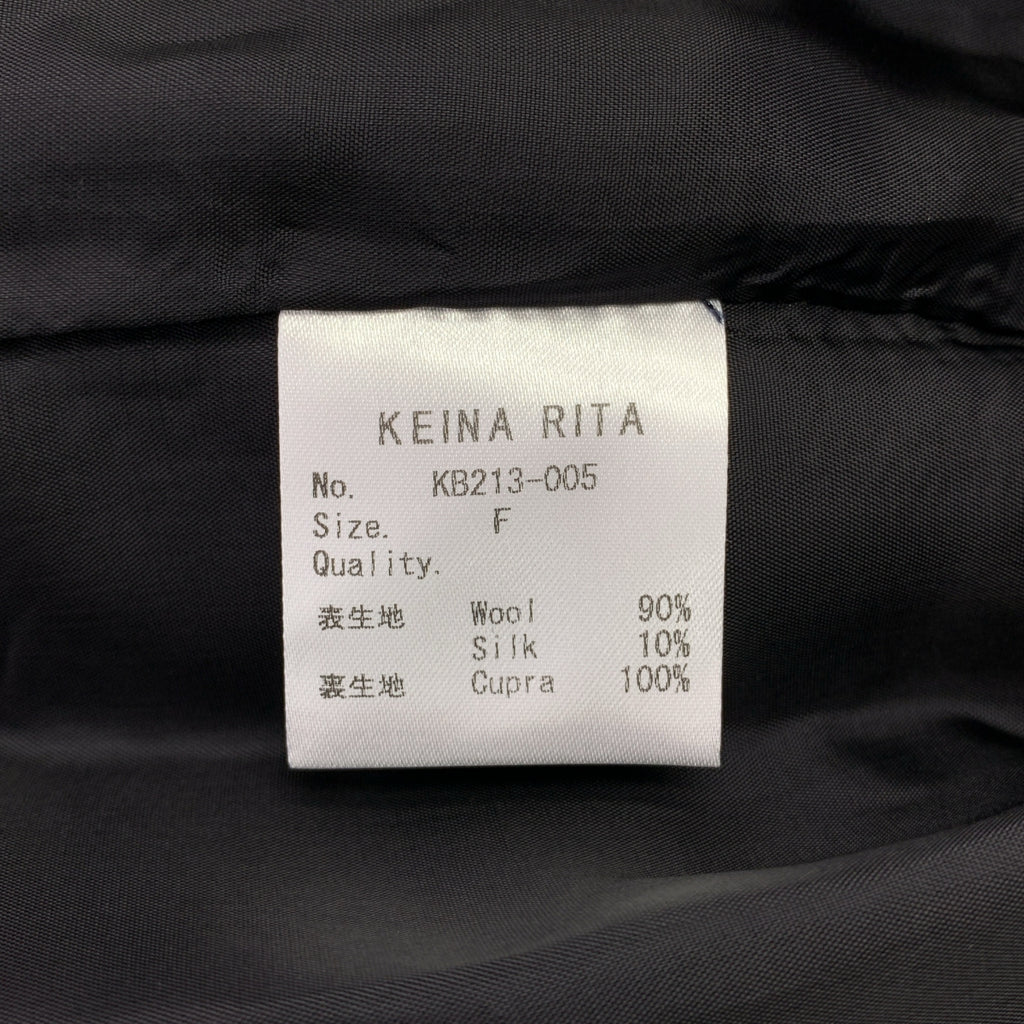 KEINA RITA
No. KB213-005
Size. F
Quality.
表生地 Wool 90%
Silk 10%
裏生地 Cupra 100%